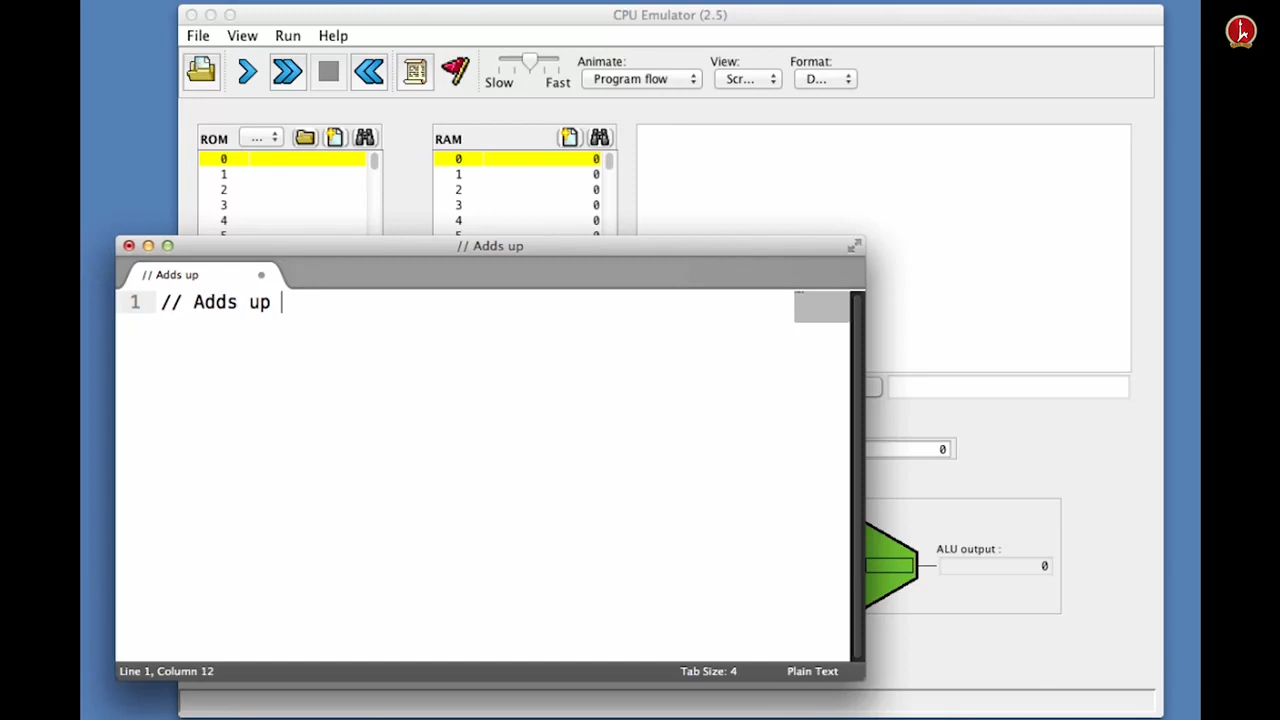 CPU Emulator (2.5)
File View Run Help
Animate: View: Format:
Slow Fast Program flow Scr... D...
ROM ... RAM
0 0 0
1 1 0
2 2 0
3 3 0
4 4 0
// Adds up
// Adds up
1 // Adds up
0
ALU output :
0
Line 1, Column 12 Tab Size: 4 Plain Text